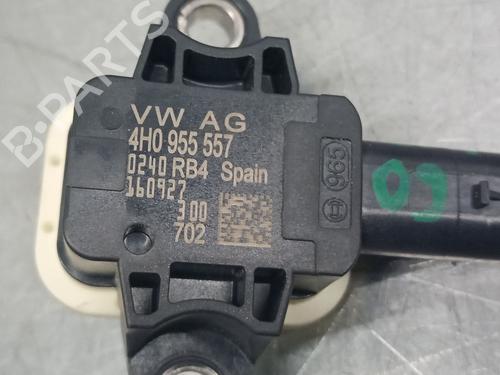 B-PARTS
VW AG
4H0 955 557
0240 RB4 Spain
160927
300
702
965